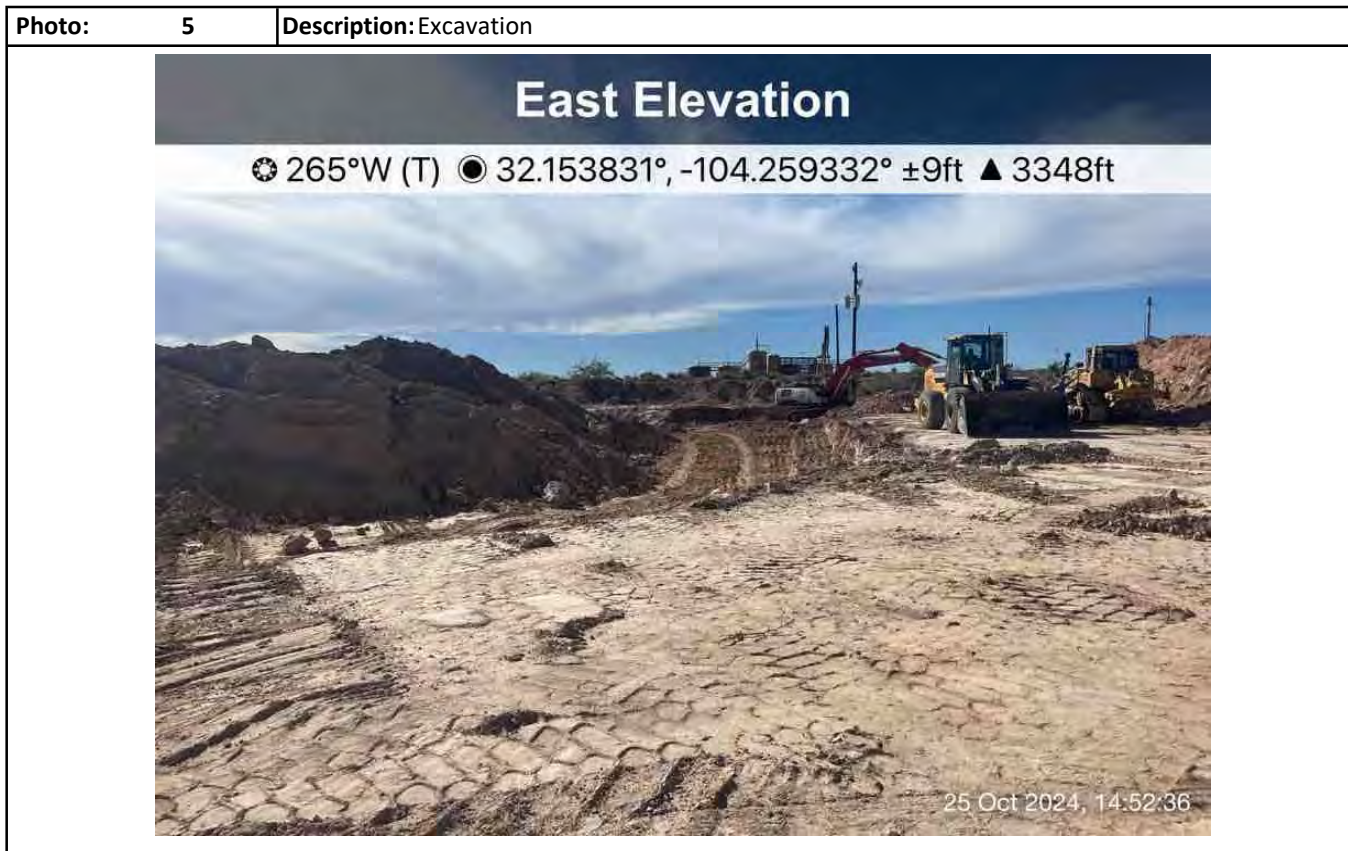 Photo: 5 Description: Excavation
East Elevation
265°W (T) 32.153831°, -104.259332° ±9ft ▲ 3348ft
25 Oct 2024, 14:52:36